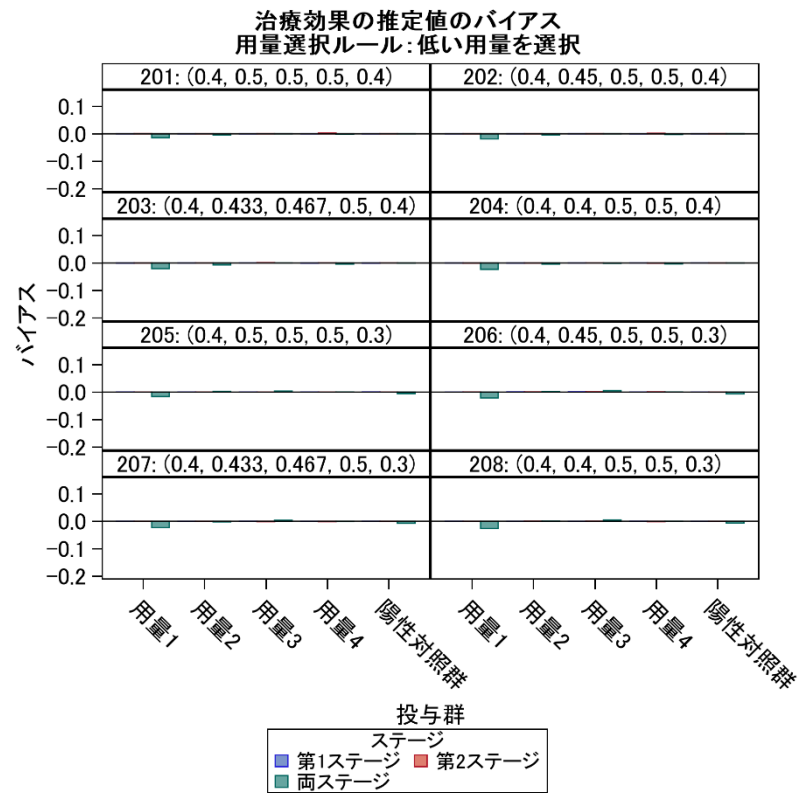 治療効果の推定値のバイアス
用量選択ルール：低い用量を選択
201: (0.4, 0.5, 0.5, 0.5, 0.4)
202: (0.4, 0.45, 0.5, 0.5, 0.4)
0.1
0.0
−0.1
−0.2
203: (0.4, 0.433, 0.467, 0.5, 0.4)
204: (0.4, 0.4, 0.5, 0.5, 0.4)
0.1
0.0
−0.1
−0.2
バイアス
205: (0.4, 0.5, 0.5, 0.5, 0.3)
206: (0.4, 0.45, 0.5, 0.5, 0.3)
0.1
0.0
−0.1
−0.2
207: (0.4, 0.433, 0.467, 0.5, 0.3)
208: (0.4, 0.4, 0.5, 0.5, 0.3)
0.1
0.0
−0.1
−0.2
用量1
用量2
用量3
用量4
陽性対照群
用量1
用量2
用量3
用量4
陽性対照群
投与群
ステージ
第1ステージ 第2ステージ
両ステージ